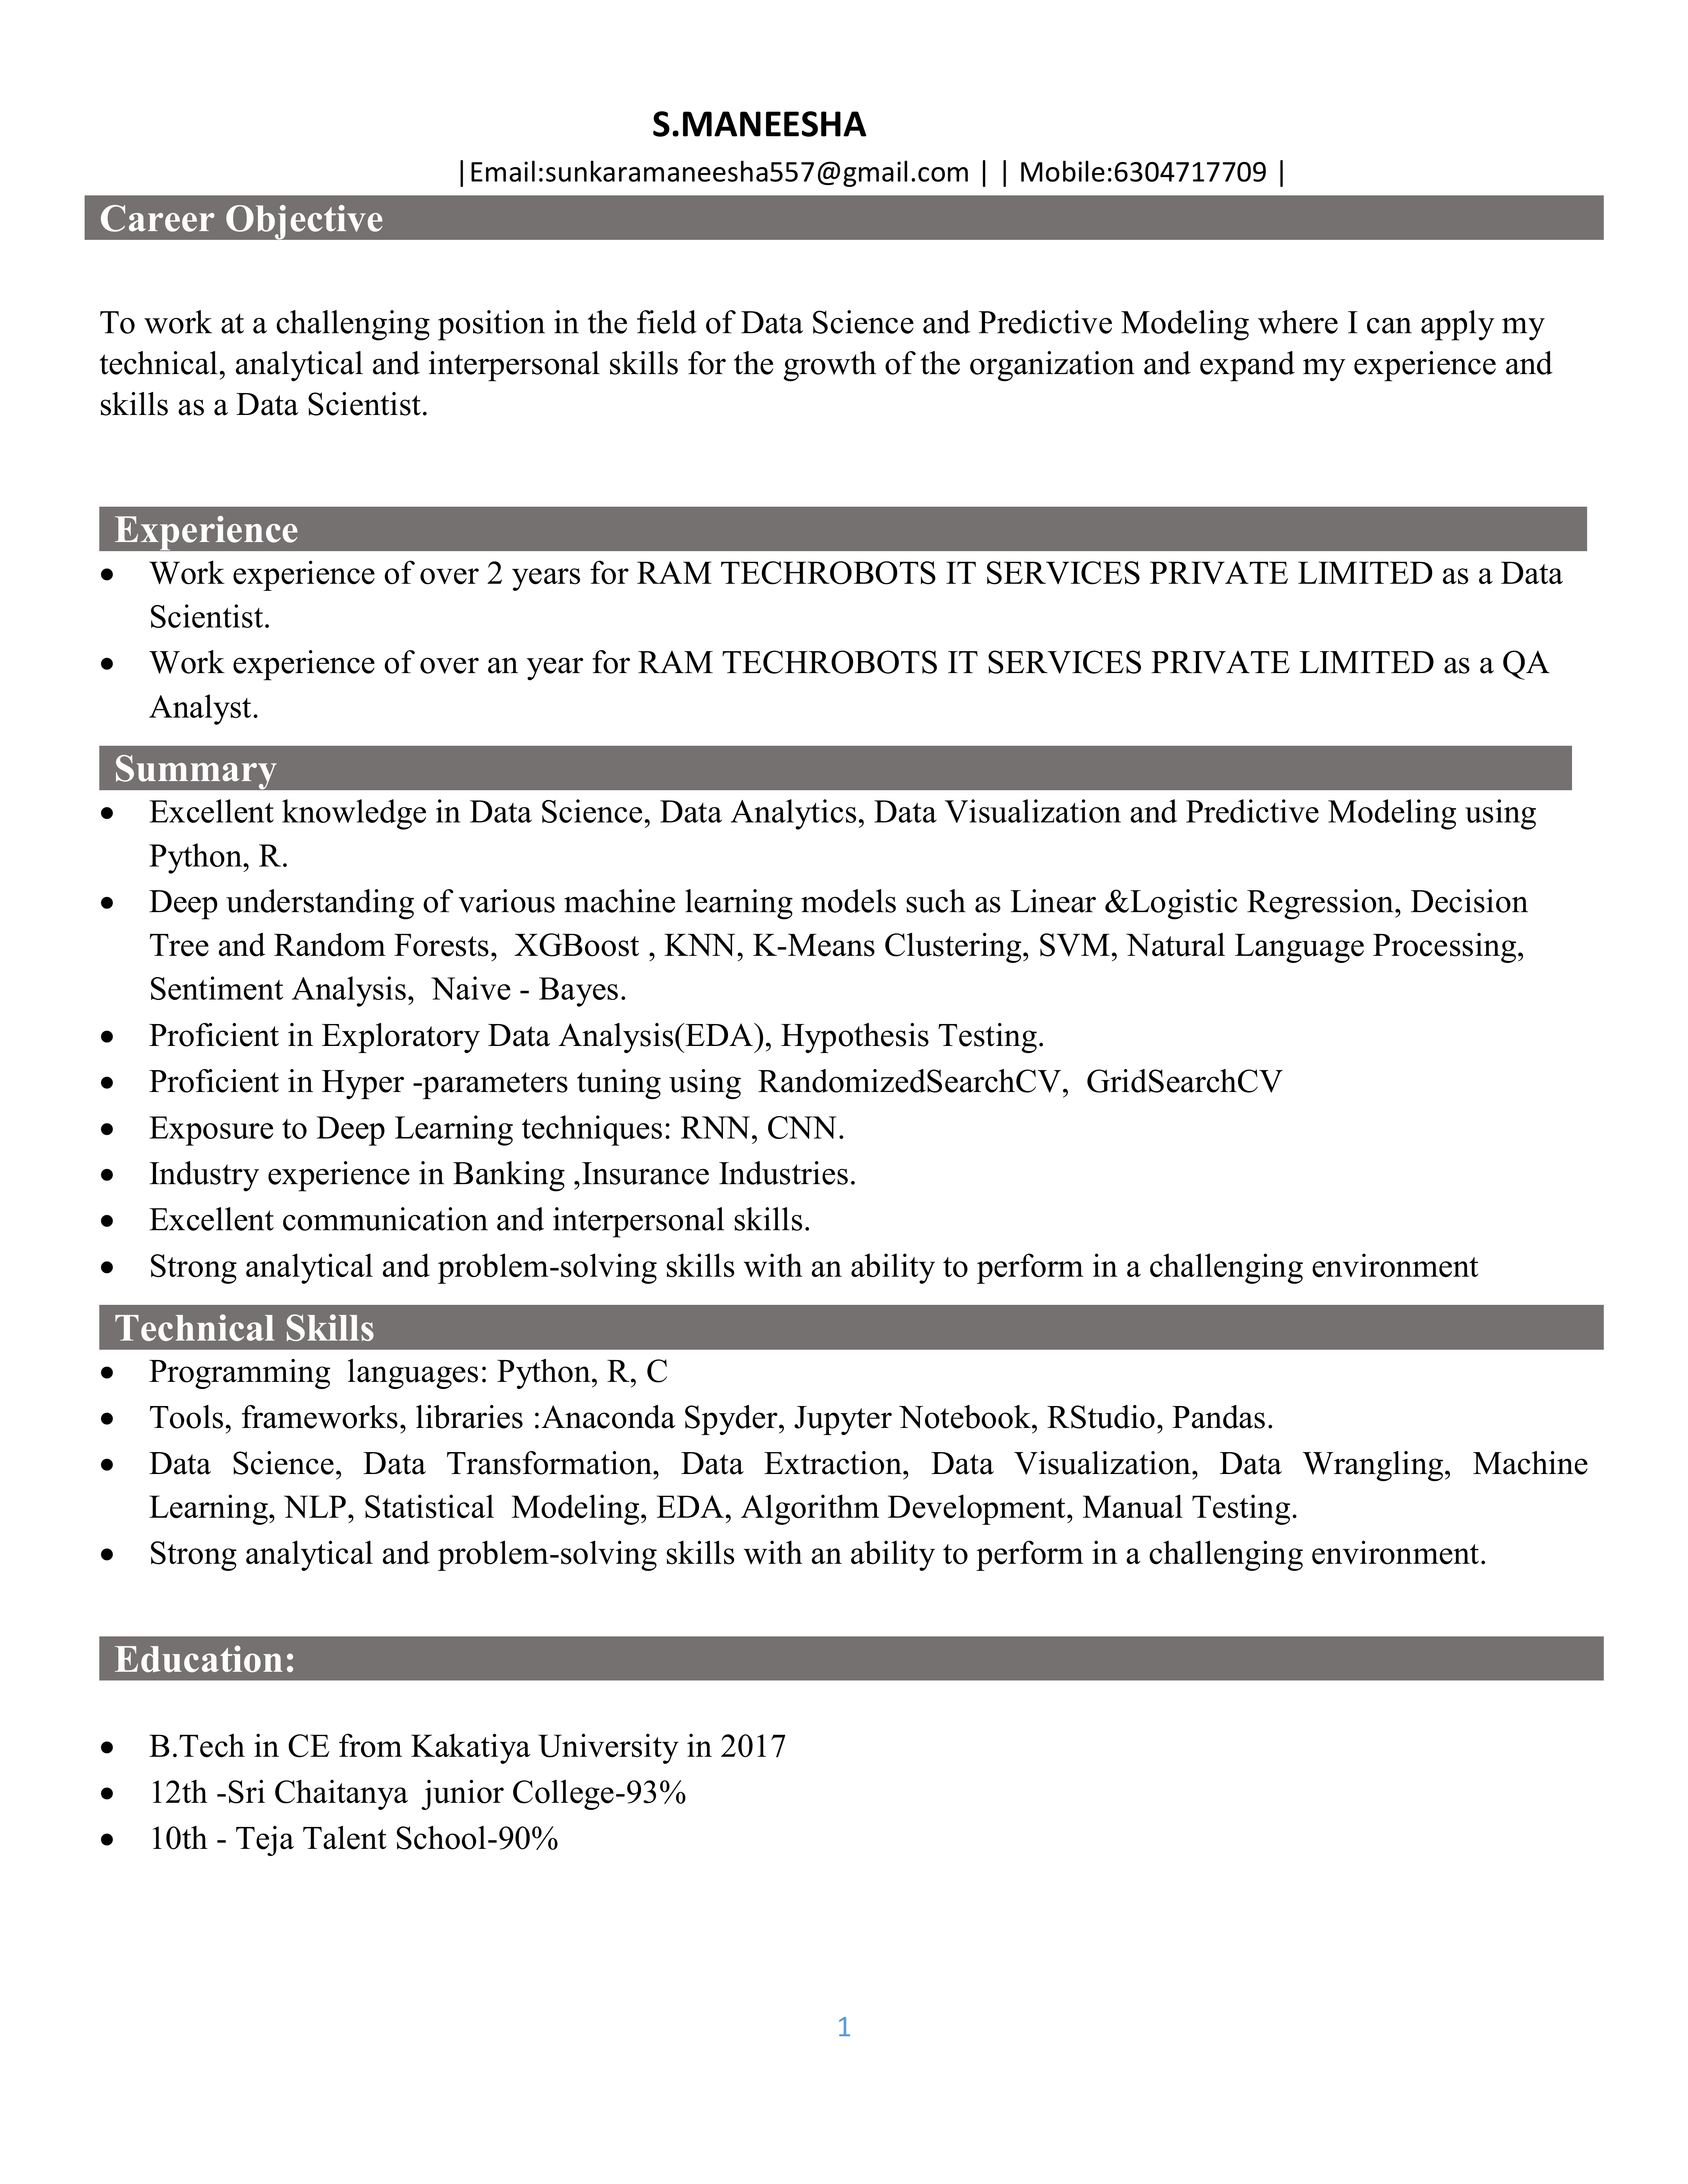 S.MANEESHA
|Email:sunkaramaneesha557@gmail.com | | Mobile:6304717709 |
Career Objective
To work at a challenging position in the field of Data Science and Predictive Modeling where I can apply my
technical, analytical and interpersonal skills for the growth of the organization and expand my experience and
skills as a Data Scientist.
Experience
• Work experience of over 2 years for RAM TECHROBOTS IT SERVICES PRIVATE LIMITED as a Data
Scientist.
• Work experience of over an year for RAM TECHROBOTS IT SERVICES PRIVATE LIMITED as a QA
Analyst.
Summary
• Excellent knowledge in Data Science, Data Analytics, Data Visualization and Predictive Modeling using
Python, R.
• Deep understanding of various machine learning models such as Linear &Logistic Regression, Decision
Tree and Random Forests,  XGBoost , KNN, K-Means Clustering, SVM, Natural Language Processing,
Sentiment Analysis,  Naive - Bayes.
• Proficient in Exploratory Data Analysis(EDA), Hypothesis Testing.
• Proficient in Hyper -parameters tuning using  RandomizedSearchCV,  GridSearchCV
• Exposure to Deep Learning techniques: RNN, CNN.
• Industry experience in Banking ,Insurance Industries.
• Excellent communication and interpersonal skills.
• Strong analytical and problem-solving skills with an ability to perform in a challenging environment
Technical Skills
• Programming  languages: Python, R, C
• Tools, frameworks, libraries :Anaconda Spyder, Jupyter Notebook, RStudio, Pandas.
• Data Science, Data Transformation, Data Extraction, Data Visualization, Data Wrangling, Machine
Learning, NLP, Statistical  Modeling, EDA, Algorithm Development, Manual Testing.
• Strong analytical and problem-solving skills with an ability to perform in a challenging environment.
Education:
• B.Tech in CE from Kakatiya University in 2017
• 12th -Sri Chaitanya  junior College-93%
• 10th - Teja Talent School-90%
1